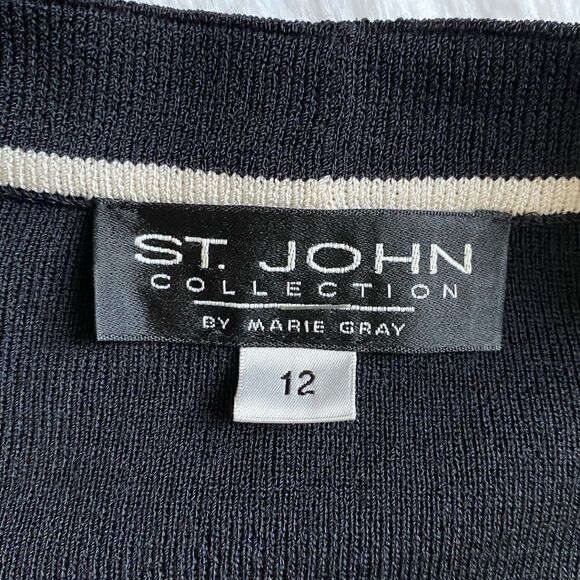 ST. JOHN
COLLECTION
BY MARIE GRAY
12